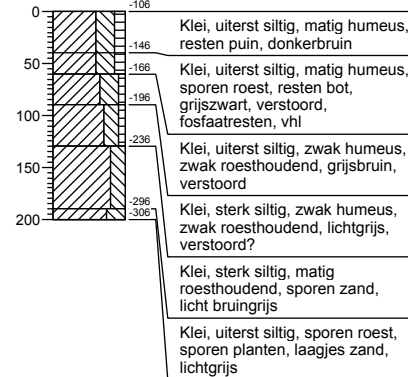 0
-106
Klei, uiterst siltig, matig humeus,
resten puin, donkerbruin
-146
50
Klei, uiterst siltig, matig humeus,
sporen roest, resten bot,
grijszwart, verstoord,
fosfaatresten, vhl
-166
-196
100
Klei, uiterst siltig, zwak humeus,
zwak roesthoudend, grijsbruin,
verstoord
-236
150
Klei, sterk siltig, zwak humeus,
zwak roesthoudend, lichtgrijs,
verstoord?
-296
200
-306
Klei, sterk siltig, matig
roesthoudend, sporen zand,
licht bruingrijs
Klei, uiterst siltig, sporen roest,
sporen planten, laagjes zand,
lichtgrijs